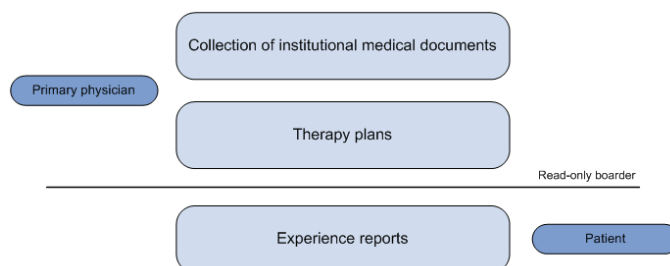 Collection of institutional medical documents
Primary physician
Therapy plans
Read-only boarder
Experience reports
Patient